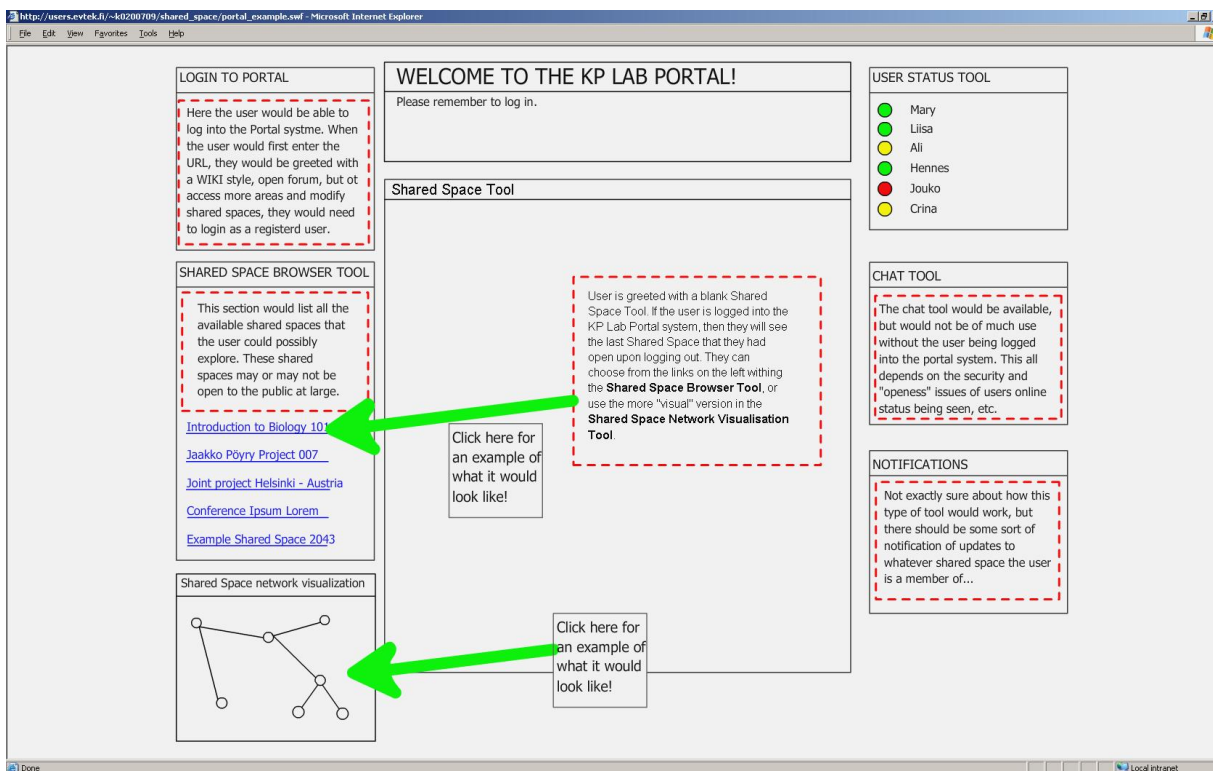 http://users.evtek.fi/~k0200709/shared_space/portal_example.swf - Microsoft Internet Explorer
File Edit View Favorites Tools Help
LOGIN TO PORTAL
Here the user would be able to
log into the Portal systme. When
the user would first enter the
URL, they would be greeted with
a WIKI style, open forum, but ot
access more areas and modify
shared spaces, they would need
to login as a registerd user.
SHARED SPACE BROWSER TOOL
This section would list all the
available shared spaces that
the user could possibly
explore. These shared
spaces may or may not be
open to the public at large.
Introduction to Biology 101
Jaakko Pöyry Project 007
Joint project Helsinki - Austria
Conference Ipsum Lorem
Example Shared Space 2043
Shared Space network visualization
WELCOME TO THE KP LAB PORTAL!
Please remember to log in.
Shared Space Tool
User is greeted with a blank Shared
Space Tool. If the user is logged into the
KP Lab Portal system, then they will see
the last Shared Space that they had
open upon logging out. They can
choose from the links on the left withing
the Shared Space Browser Tool, or
use the more "visual" version in the
Shared Space Network Visualisation
Tool.
Click here for
an example of
what it would
look like!
Click here for
an example of
what it would
look like!
USER STATUS TOOL
Mary
Liisa
Ali
Hennes
Jouko
Crina
CHAT TOOL
The chat tool would be available,
but would not be of much use
without the user being logged
into the portal system. This all
depends on the security and
"openess" issues of users online
status being seen, etc.
NOTIFICATIONS
Not exactly sure about how this
type of tool would work, but
there should be some sort of
notification of updates to
whatever shared space the user
is a member of...
Done
Local intranet